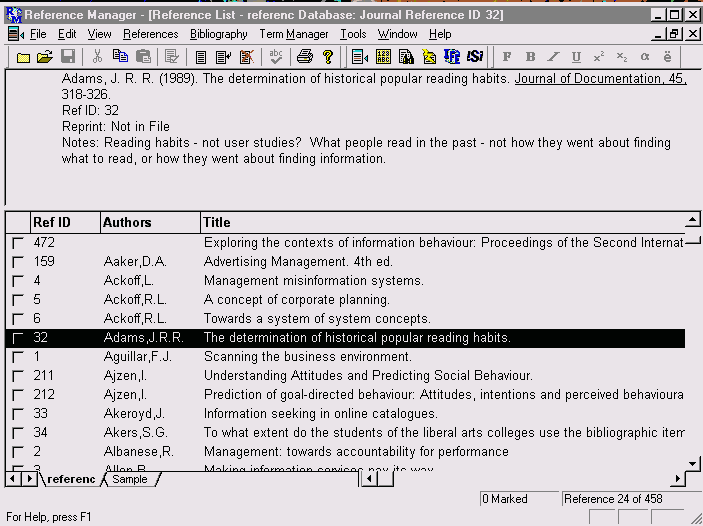 Reference Manager - [Reference List - referenc Database: Journal Reference ID 32]
File Edit View References Bibliography Term Manager Tools Window Help
abc 123 ABC ISI F B I U x² x₂ α ë
Adams, J. R. R. (1989). The determination of historical popular reading habits. Journal of Documentation, 45,
318-326.
Ref ID: 32
Reprint: Not in File
Notes: Reading habits - not user studies? What people read in the past - not how they went about finding
what to read, or how they went about finding information.
Ref ID Authors Title
472 Exploring the contexts of information behaviour: Proceedings of the Second Internat
159 Aaker,D.A. Advertising Management. 4th ed.
4 Ackoff,L. Management misinformation systems.
5 Ackoff,R.L. A concept of corporate planning.
6 Ackoff,R.L. Towards a system of system concepts.
32 Adams,J.R.R. The determination of historical popular reading habits.
1 Aguillar,F.J. Scanning the business environment.
211 Ajzen,I. Understanding Attitudes and Predicting Social Behaviour.
212 Ajzen,I. Prediction of goal-directed behaviour: Attitudes, intentions and perceived behavioura
33 Akeroyd,J. Information seeking in online catalogues.
34 Akers,S.G. To what extent do the students of the liberal arts colleges use the bibliographic item
2 Albanese,R. Management: towards accountability for performance
3 Allen,B. Making information services pay its way
referenc Sample
0 Marked Reference 24 of 458
For Help, press F1